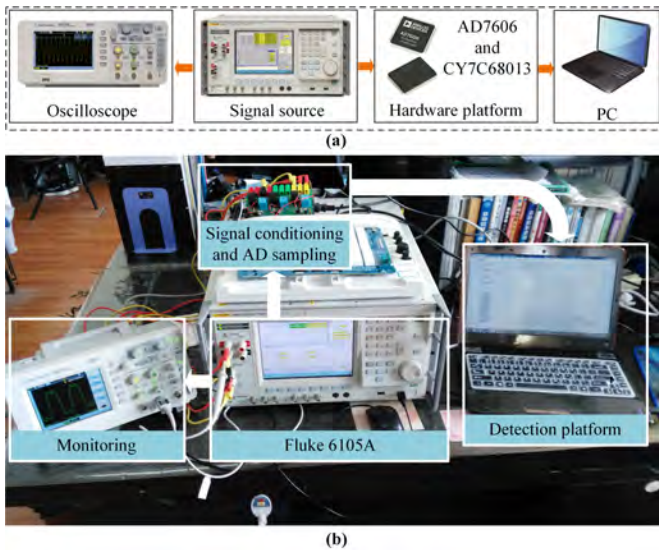 AD7606
and
CY7C68013
Oscilloscope
Signal source
Hardware platform
PC
(a)
Signal conditioning
and AD sampling
Monitoring
Fluke 6105A
Detection platform
(b)